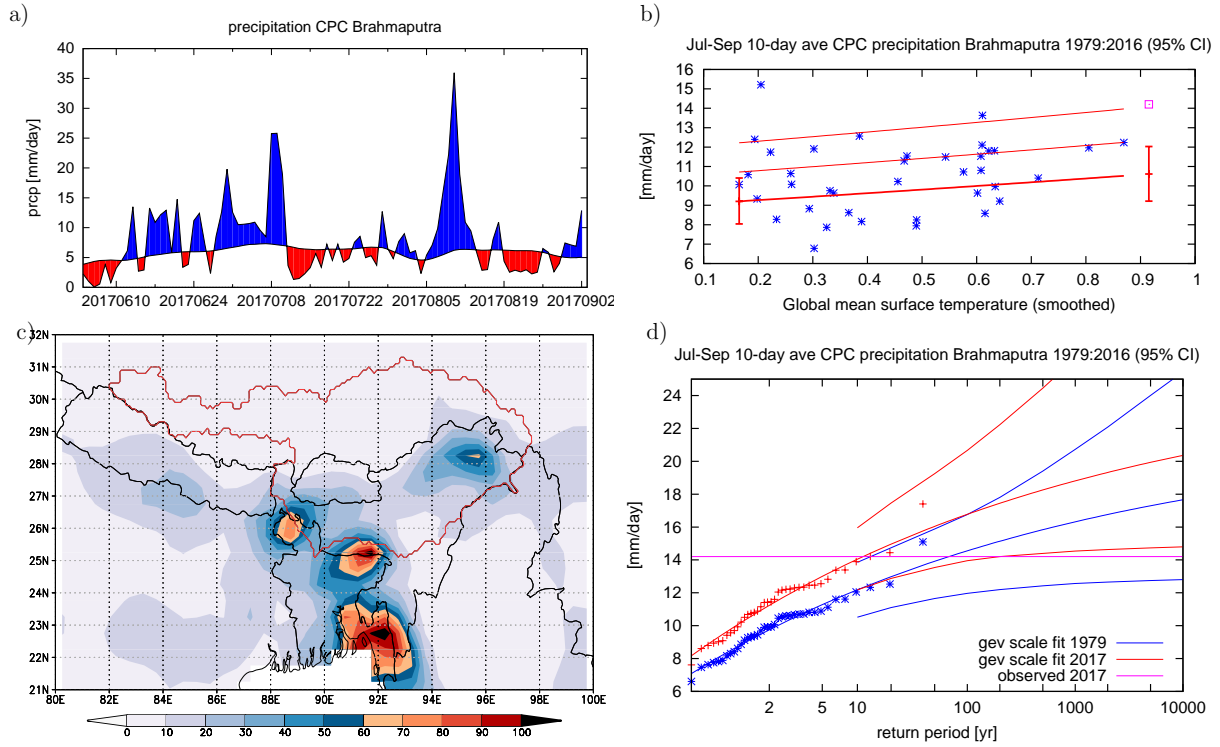 a)
precipitation CPC Brahmaputra
prcp [mm/day]
40
35
30
25
20
15
10
5
0
20170610 20170624 20170708 20170722 20170805 20170819 20170902
b)
Jul-Sep 10-day ave CPC precipitation Brahmaputra 1979:2016 (95% CI)
[mm/day]
16
15
14
13
12
11
10
9
8
7
6
0.1 0.2 0.3 0.4 0.5 0.6 0.7 0.8 0.9 1
Global mean surface temperature (smoothed)
c)
32N
31N
30N
29N
28N
27N
26N
25N
24N
23N
22N
21N
80E 82E 84E 86E 88E 90E 92E 94E 96E 98E 100E
0 10 20 30 40 50 60 70 80 90 100
d)
Jul-Sep 10-day ave CPC precipitation Brahmaputra 1979:2016 (95% CI)
[mm/day]
24
22
20
18
16
14
12
10
8
6
gev scale fit 1979
gev scale fit 2017
observed 2017
2 5 10 100 1000 10000
return period [yr]